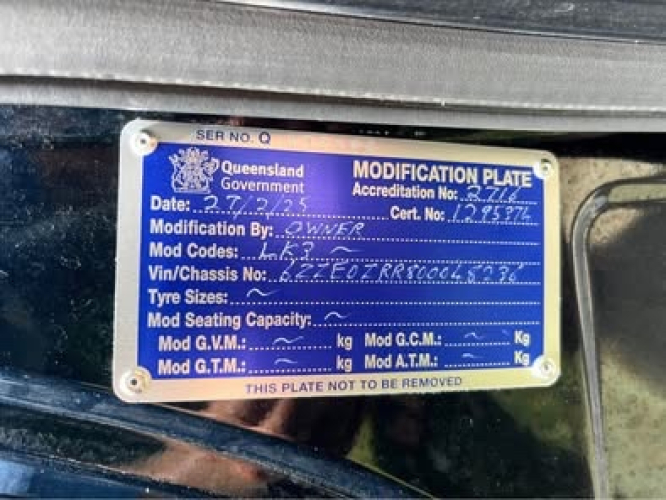 SER NO. Q
Queensland Government
MODIFICATION PLATE
Accreditation No: 2716
Date: 27/2/25 Cert. No: 1295376
Modification By: OWNER
Mod Codes: LK3 ~
Vin/Chassis No:
Tyre Sizes: ~
Mod Seating Capacity: ~
Mod G.V.M.: ~ kg Mod G.C.M.: ~ Kg
Mod G.T.M.: ~ kg Mod A.T.M.: ~ Kg
THIS PLATE NOT TO BE REMOVED